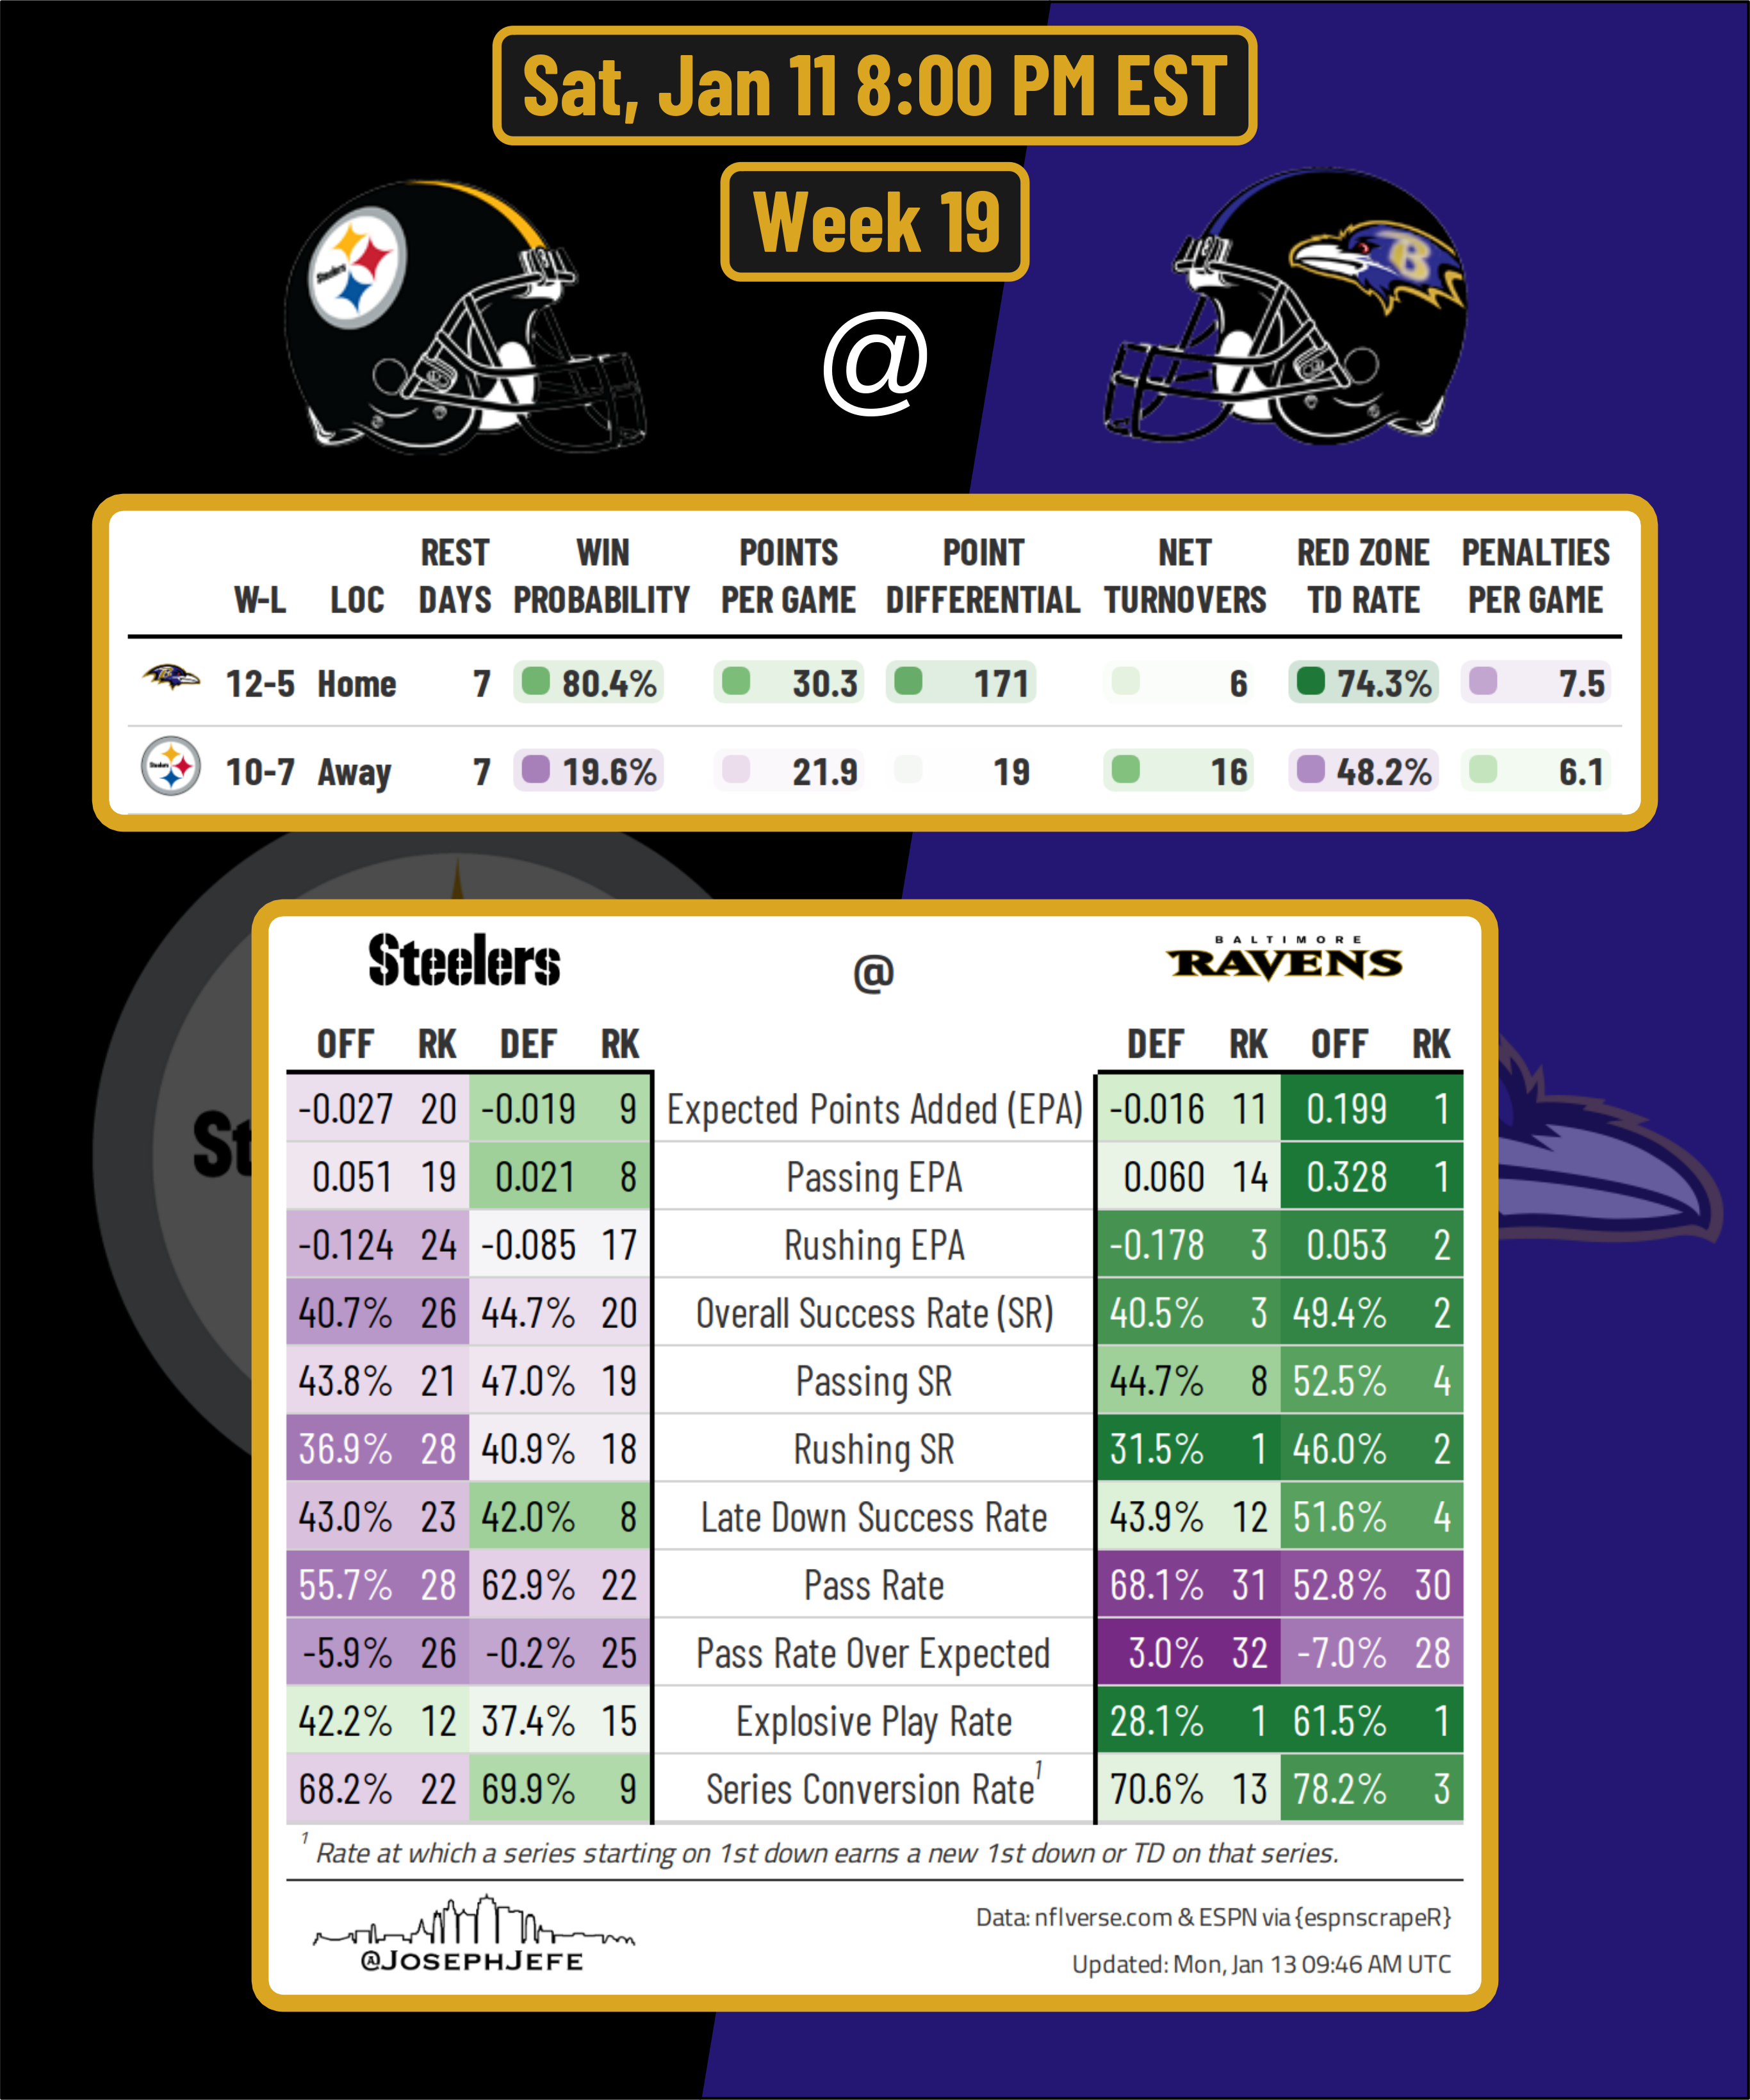 Sat, Jan 11 8:00 PM EST
Week 19
Steelers
B
@
REST WIN POINTS POINT NET RED ZONE PENALTIES
W-L LOC DAYS PROBABILITY PER GAME DIFFERENTIAL TURNOVERS TD RATE PER GAME
12-5 Home 7 80.4% 30.3 171 6 74.3% 7.5
Steelers 10-7 Away 7 19.6% 21.9 19 16 48.2% 6.1
BALTIMORE
Steelers @ RAVENS
OFF RK DEF RK DEF RK OFF RK
-0.027 20 -0.019 9 Expected Points Added (EPA) -0.016 11 0.199 1
St
0.051 19 0.021 8 Passing EPA 0.060 14 0.328 1
-0.124 24 -0.085 17 Rushing EPA -0.178 3 0.053 2
40.7% 26 44.7% 20 Overall Success Rate (SR) 40.5% 3 49.4% 2
43.8% 21 47.0% 19 Passing SR 44.7% 8 52.5% 4
36.9% 28 40.9% 18 Rushing SR 31.5% 1 46.0% 2
43.0% 23 42.0% 8 Late Down Success Rate 43.9% 12 51.6% 4
55.7% 28 62.9% 22 Pass Rate 68.1% 31 52.8% 30
-5.9% 26 -0.2% 25 Pass Rate Over Expected 3.0% 32 -7.0% 28
42.2% 12 37.4% 15 Explosive Play Rate 28.1% 1 61.5% 1
68.2% 22 69.9% 9 Series Conversion Rate¹ 70.6% 13 78.2% 3
¹ Rate at which a series starting on 1st down earns a new 1st down or TD on that series.
Data: nflverse.com & ESPN via {espnscrapeR}
@JOSEPHJEFE
Updated: Mon, Jan 13 09:46 AM UTC